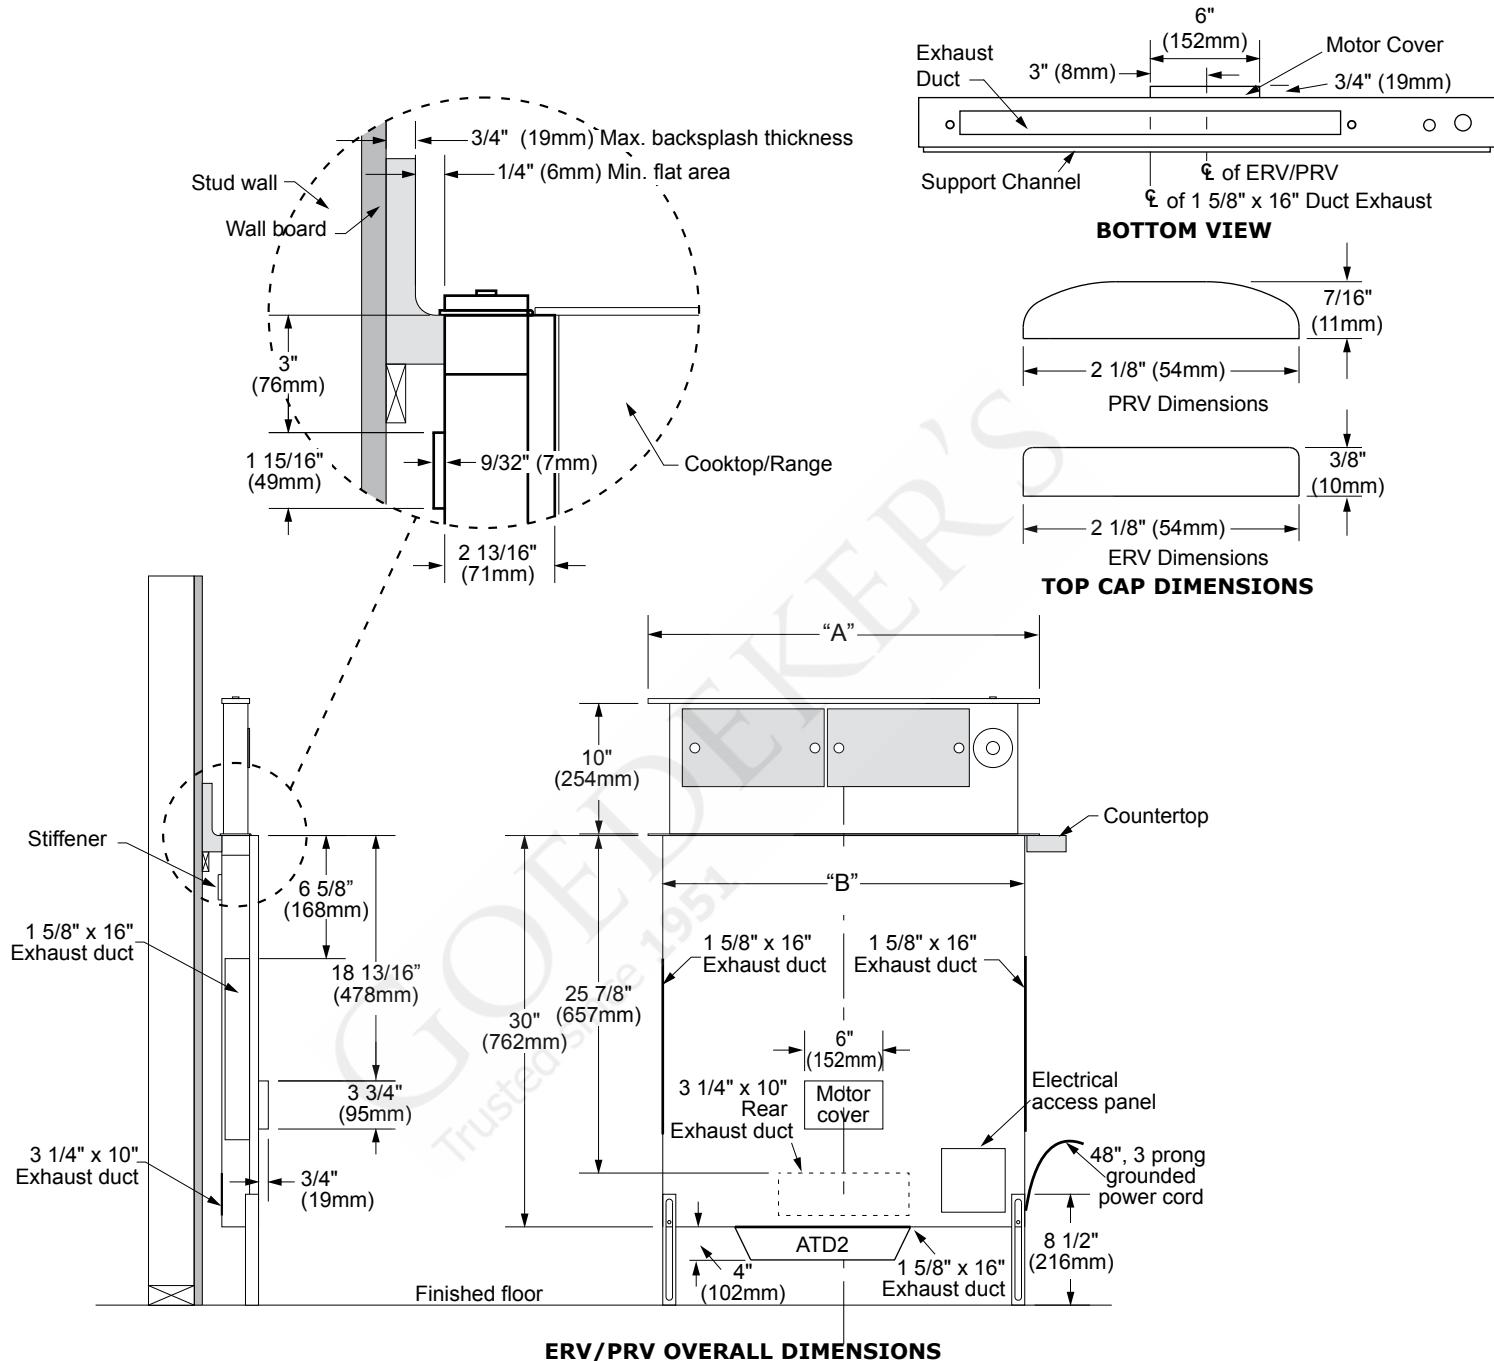 6"
(152mm)
Exhaust
Duct
Motor Cover
3" (8mm)
3/4" (19mm)
Support Channel
℄ of ERV/PRV
℄ of 1 5/8" x 16" Duct Exhaust
BOTTOM VIEW
3/4" (19mm) Max. backsplash thickness
1/4" (6mm) Min. flat area
Stud wall
Wall board
3"
(76mm)
1 15/16"
(49mm)
9/32" (7mm)
Cooktop/Range
2 13/16"
(71mm)
7/16"
(11mm)
2 1/8" (54mm)
PRV Dimensions
3/8"
(10mm)
2 1/8" (54mm)
ERV Dimensions
TOP CAP DIMENSIONS
“A”
10"
(254mm)
Countertop
Stiffener
6 5/8”
(168mm)
“B”
1 5/8" x 16"
Exhaust duct
18 13/16”
(478mm)
1 5/8" x 16"
Exhaust duct
1 5/8" x 16"
Exhaust duct
25 7/8"
(657mm)
30"
(762mm)
6"
(152mm)
3 3/4"
(95mm)
3 1/4" x 10"
Rear
Exhaust duct
Motor
cover
Electrical
access panel
3 1/4" x 10"
Exhaust duct
3/4"
(19mm)
48", 3 prong
grounded
power cord
ATD2
4"
(102mm)
1 5/8" x 16"
Exhaust duct
8 1/2"
(216mm)
Finished floor
ERV/PRV OVERALL DIMENSIONS
GOEDEKER'S
Trusted since 1951